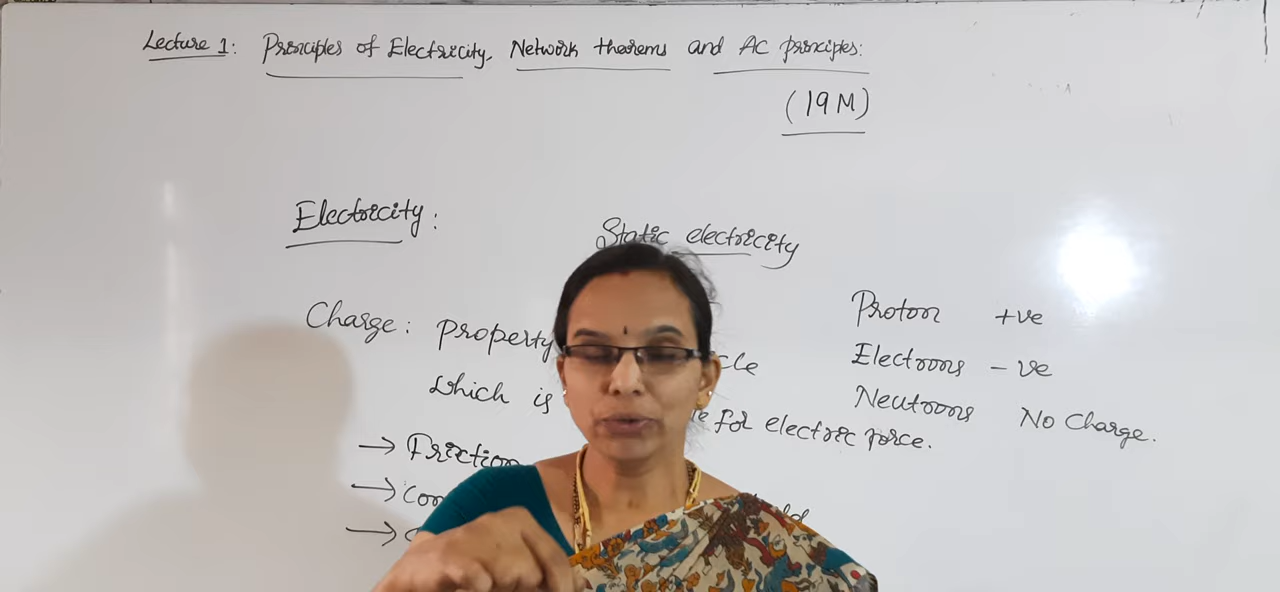 Lecture 1: Principles of Electricity, Network theorems and AC principles:
(19M)
Electricity:
Static electricity
Charge: Property
which is for electric force.
→ Friction
→
→
Proton +ve
Electrons - ve
Neutrons No Charge.